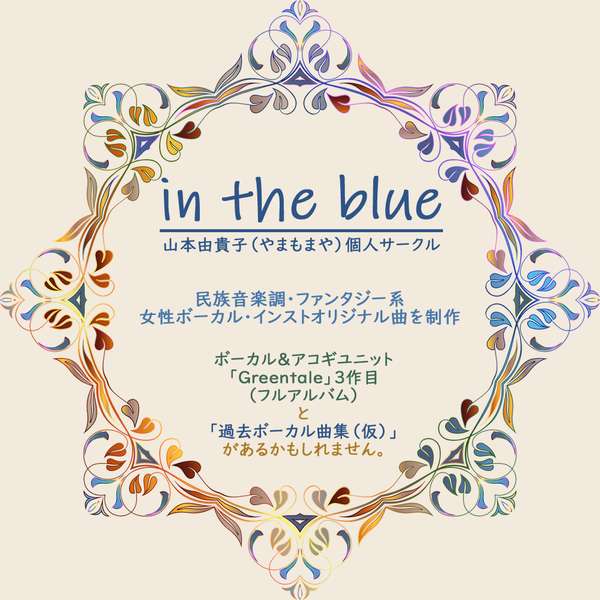 in the blue
山本由貴子（やまもまや）個人サークル
民族音楽調・ファンタジー系
女性ボーカル・インストオリジナル曲を制作
ボーカル&アコギユニット
「Greentale」3作目
（フルアルバム）
と
「過去ボーカル曲集（仮）」
があるかもしれません。